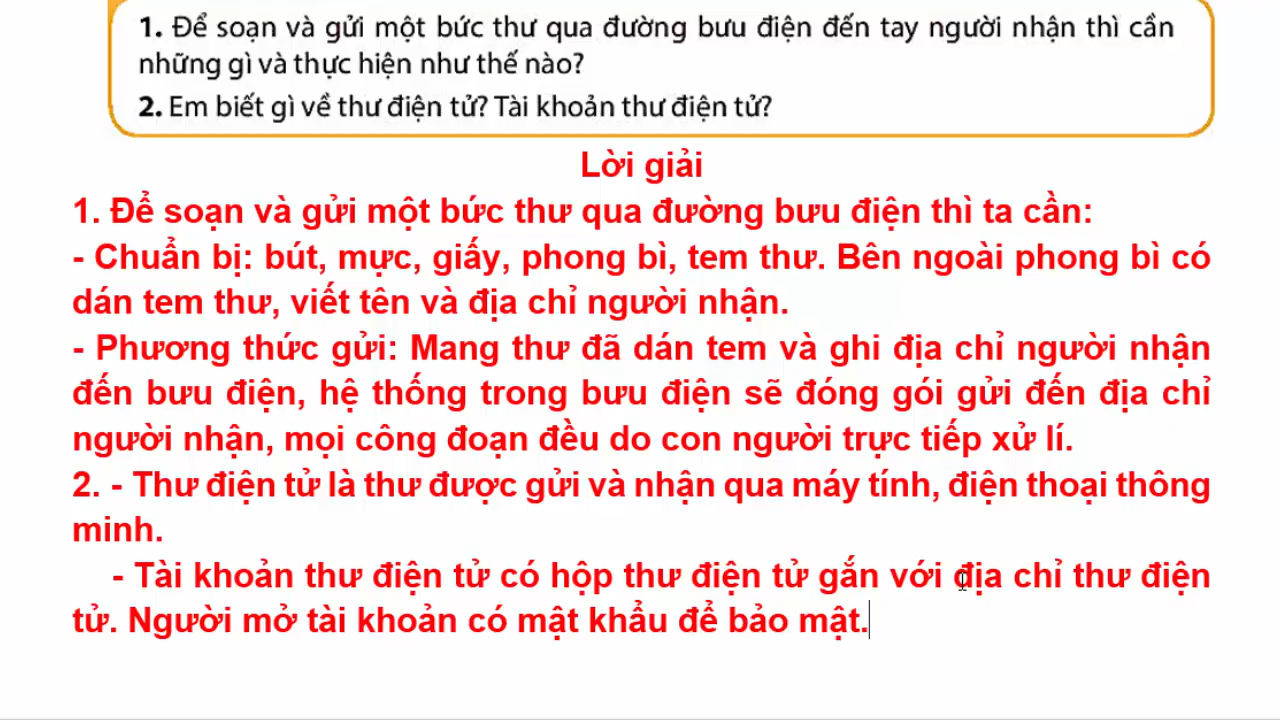 1. Để soạn và gửi một bức thư qua đường bưu điện đến tay người nhận thì cần
những gì và thực hiện như thế nào?
2. Em biết gì về thư điện tử? Tài khoản thư điện tử?
Lời giải
1. Để soạn và gửi một bức thư qua đường bưu điện thì ta cần:
- Chuẩn bị: bút, mực, giấy, phong bì, tem thư. Bên ngoài phong bì có
dán tem thư, viết tên và địa chỉ người nhận.
- Phương thức gửi: Mang thư đã dán tem và ghi địa chỉ người nhận
đến bưu điện, hệ thống trong bưu điện sẽ đóng gói gửi đến địa chỉ
người nhận, mọi công đoạn đều do con người trực tiếp xử lí.
2. - Thư điện tử là thư được gửi và nhận qua máy tính, điện thoại thông
minh.
- Tài khoản thư điện tử có hộp thư điện tử gắn với địa chỉ thư điện
tử. Người mở tài khoản có mật khẩu để bảo mật.